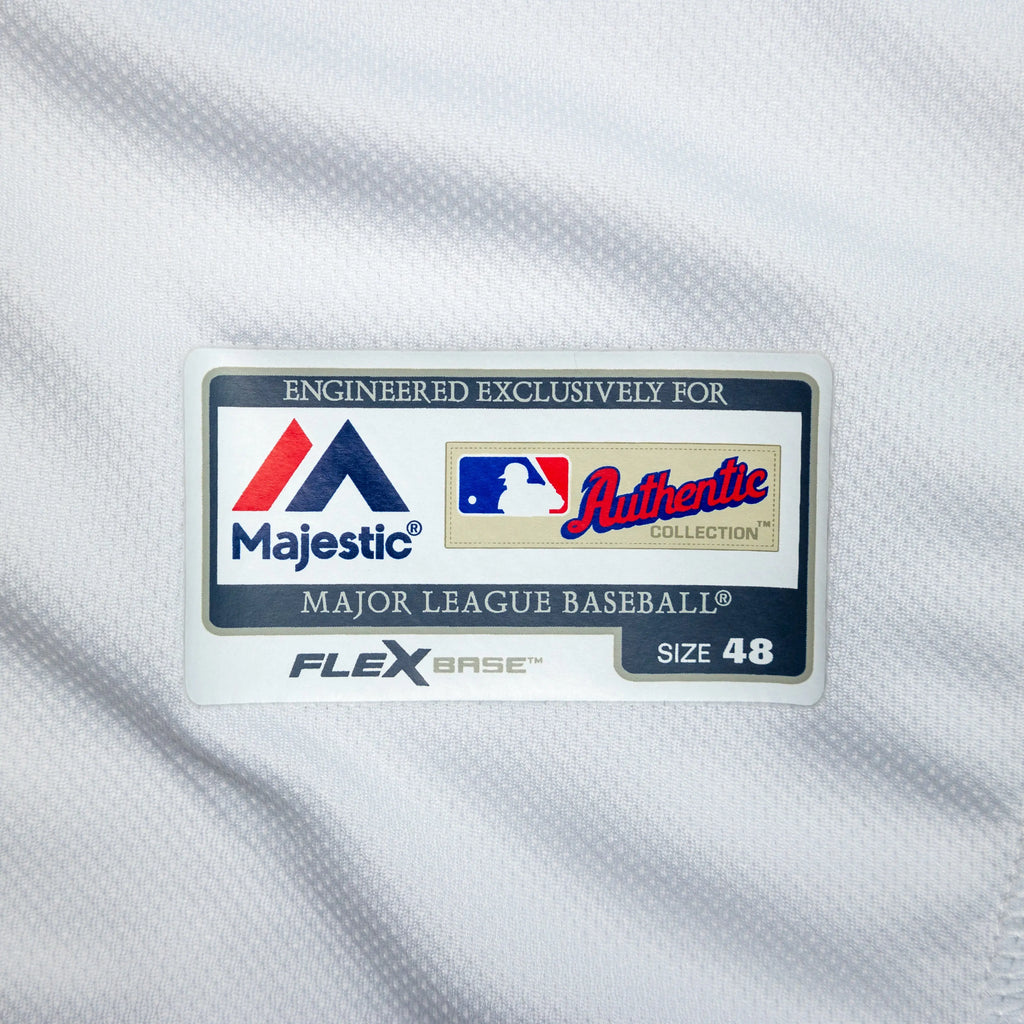 ENGINEERED EXCLUSIVELY FOR
Majestic®
Authentic
COLLECTION™
MAJOR LEAGUE BASEBALL®
FLEXBASE™
SIZE 48